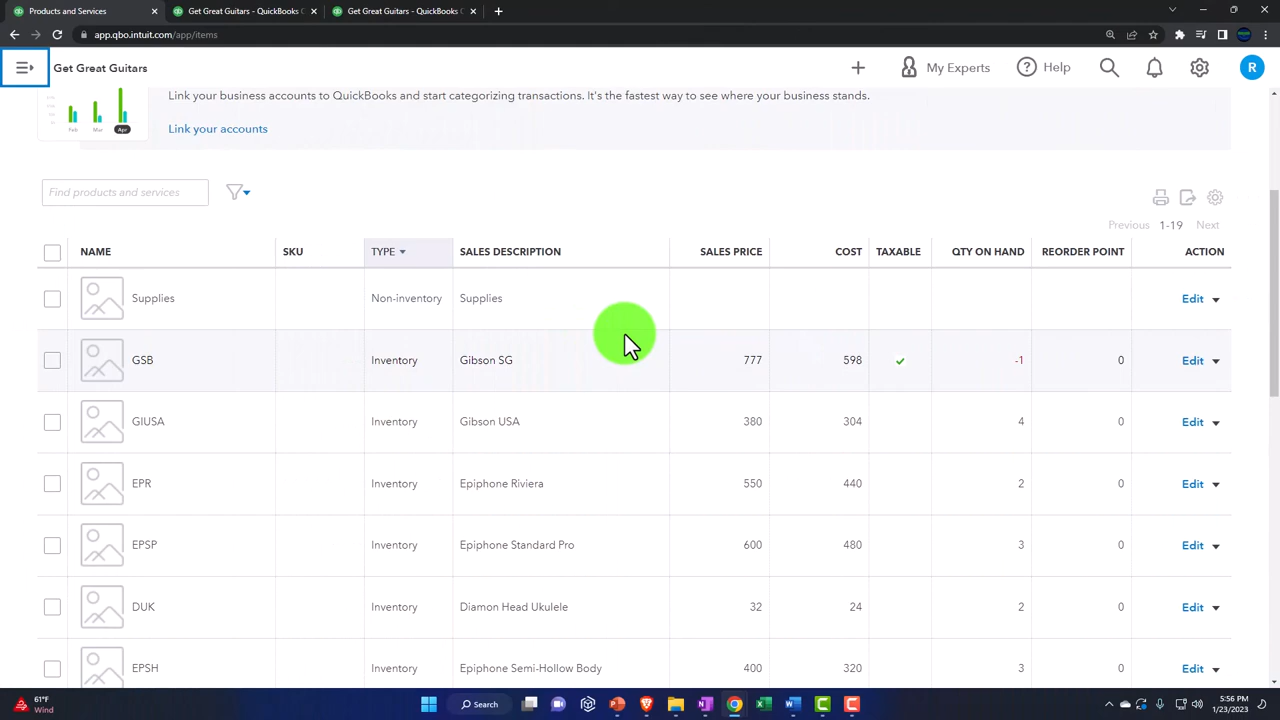 Products and Services
Get Great Guitars - QuickBooks C
Get Great Guitars - QuickBooks C
app.qbo.intuit.com/app/items
Get Great Guitars
My Experts
Help
R
Link your business accounts to QuickBooks and start categorizing transactions. It's the fastest way to see where your business stands.
Feb Mar Apr
Link your accounts
Find products and services
Previous 1-19 Next
NAME SKU TYPE SALES DESCRIPTION SALES PRICE COST TAXABLE QTY ON HAND REORDER POINT ACTION
Supplies Non-inventory Supplies Edit
GSB Inventory Gibson SG 777 598 -1 0 Edit
GIUSA Inventory Gibson USA 380 304 4 0 Edit
EPR Inventory Epiphone Riviera 550 440 2 0 Edit
EPSP Inventory Epiphone Standard Pro 600 480 3 0 Edit
DUK Inventory Diamon Head Ukulele 32 24 2 0 Edit
EPSH Inventory Epiphone Semi-Hollow Body 400 320 3 0 Edit
61°F
Wind
Search
5:56 PM
1/23/2023